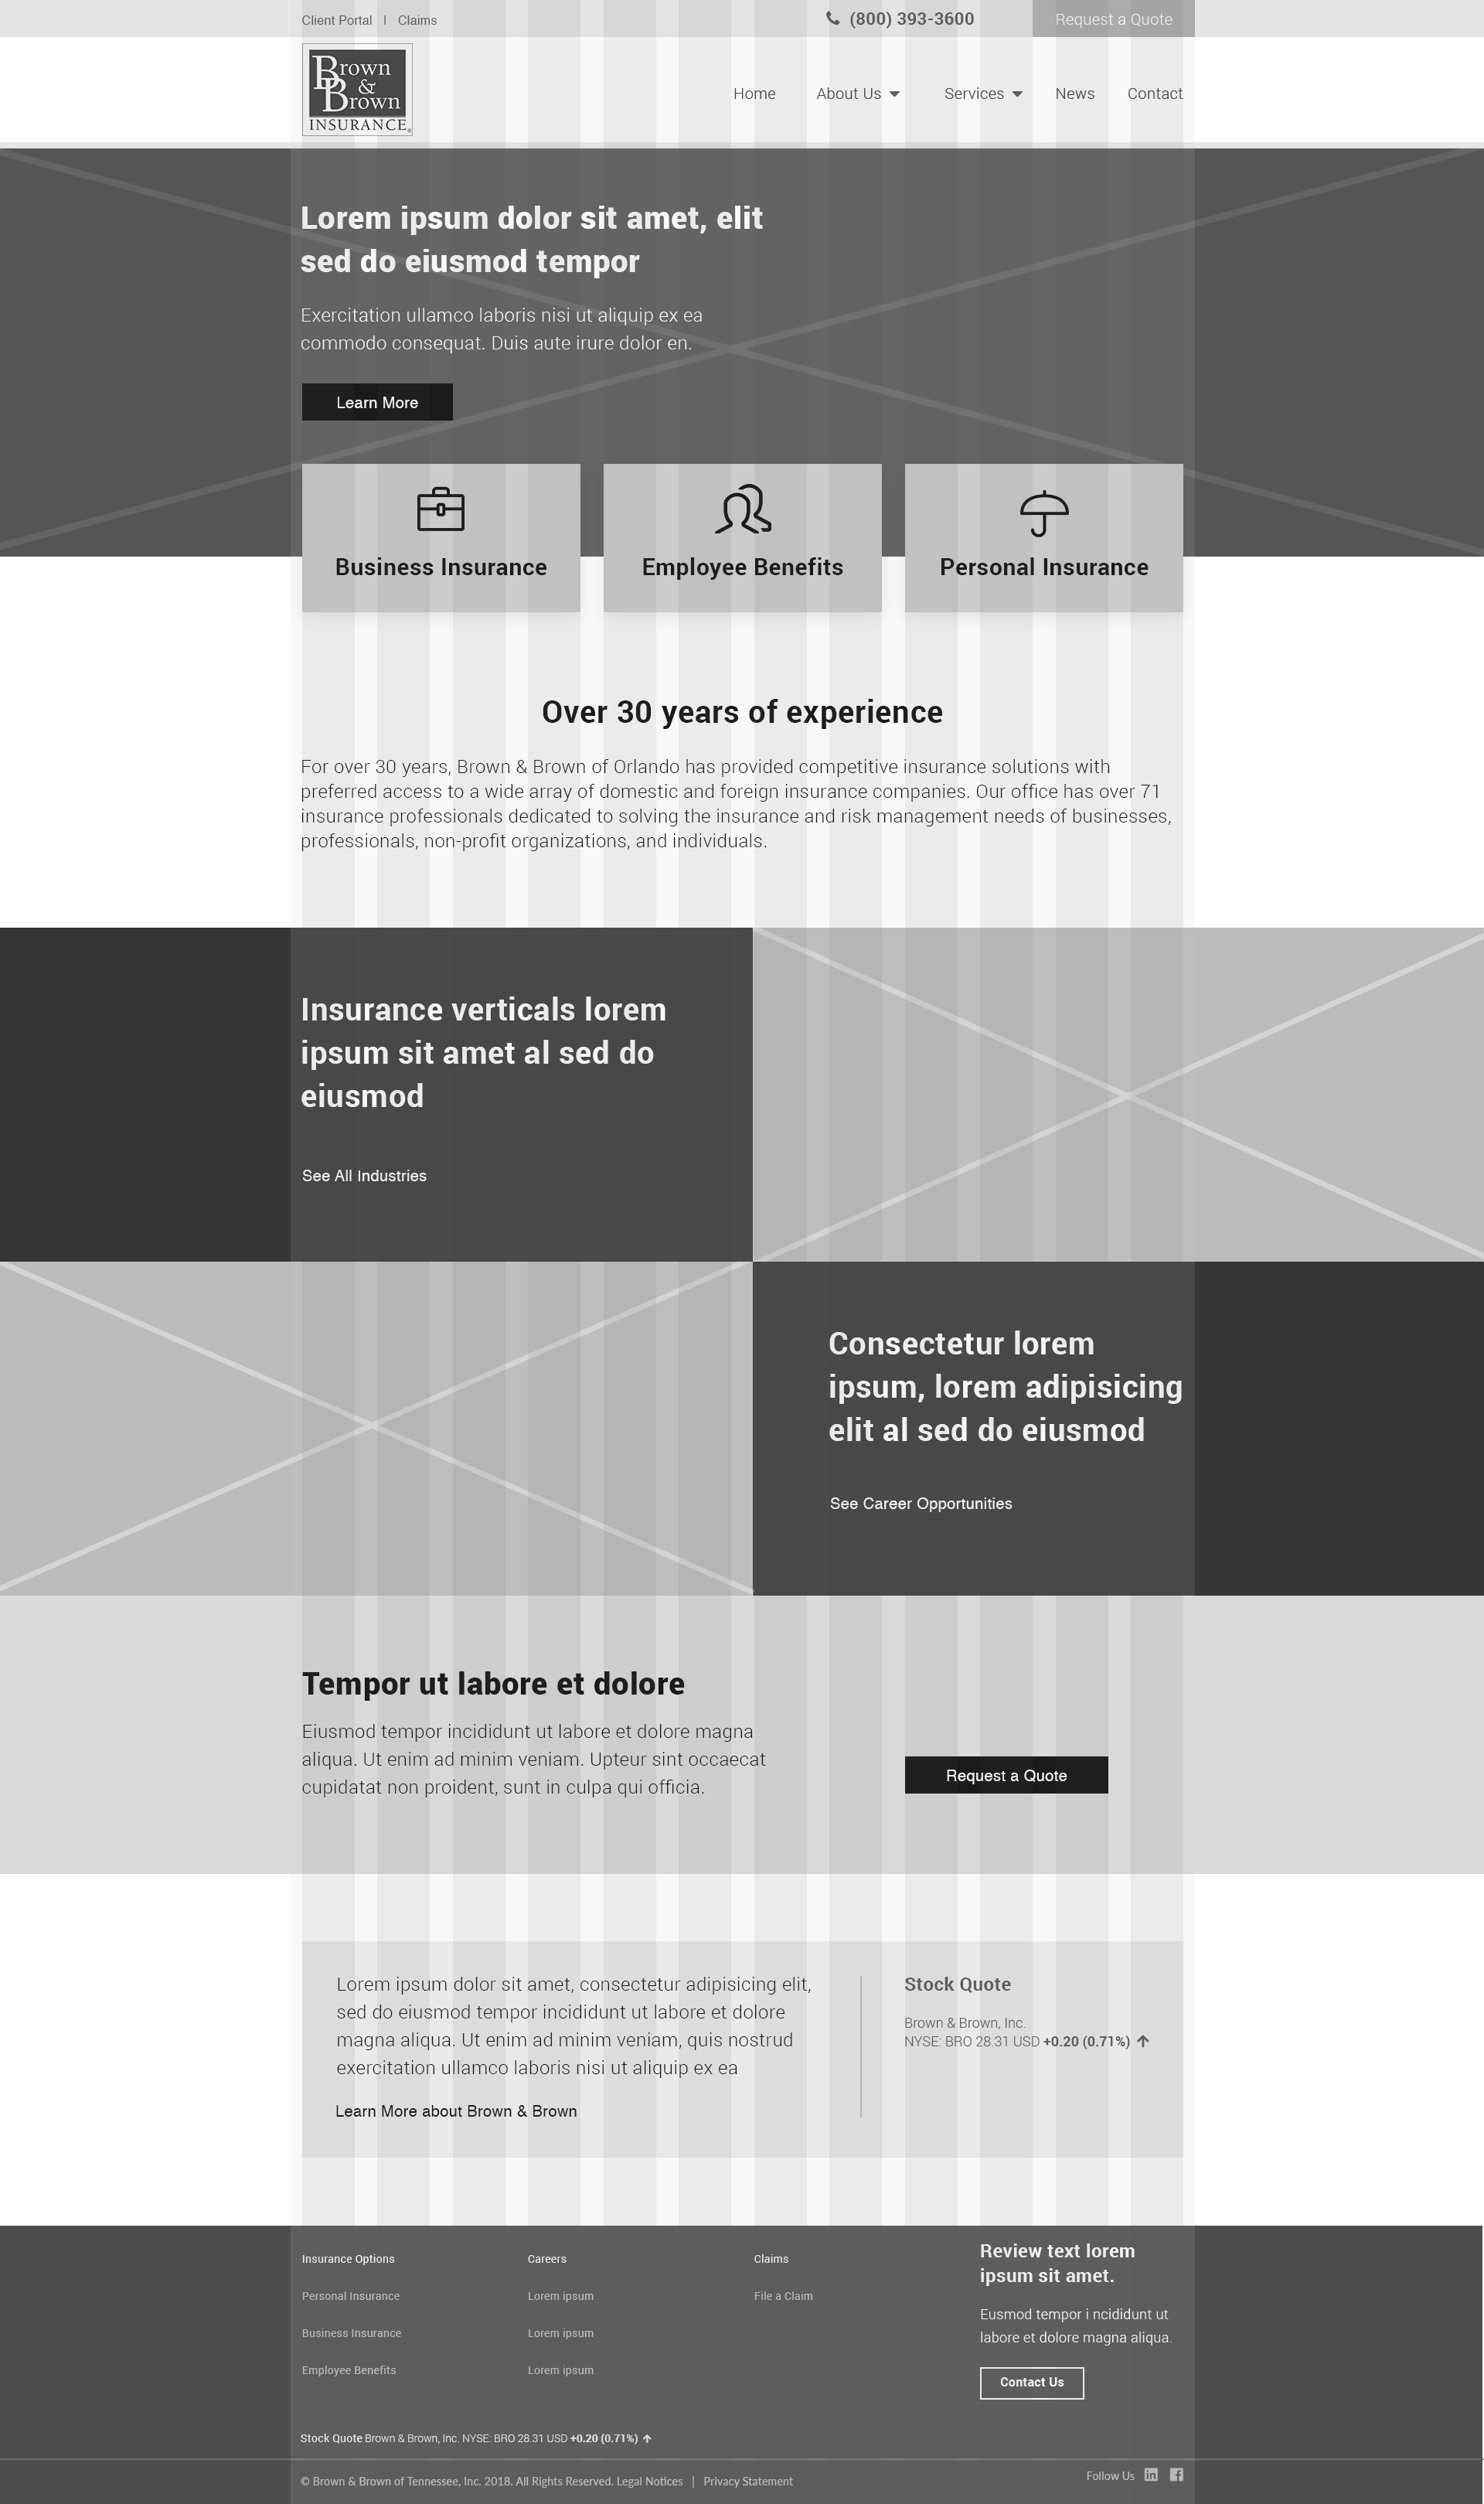 Client Portal | Claims
(800) 393-3600
Request a Quote
Brown
&
Brown
INSURANCE®
Home About Us Services News Contact
Lorem ipsum dolor sit amet, elit
sed do eiusmod tempor
Exercitation ullamco laboris nisi ut aliquip ex ea
commodo consequat. Duis aute irure dolor en.
Learn More
Business Insurance
Employee Benefits
Personal Insurance
Over 30 years of experience
For over 30 years, Brown & Brown of Orlando has provided competitive insurance solutions with
preferred access to a wide array of domestic and foreign insurance companies. Our office has over 71
insurance professionals dedicated to solving the insurance and risk management needs of businesses,
professionals, non-profit organizations, and individuals.
Insurance verticals lorem
ipsum sit amet al sed do
eiusmod
See All Industries
Consectetur lorem
ipsum, lorem adipisicing
elit al sed do eiusmod
See Career Opportunities
Tempor ut labore et dolore
Eiusmod tempor incididunt ut labore et dolore magna
aliqua. Ut enim ad minim veniam. Upteur sint occaecat
cupidatat non proident, sunt in culpa qui officia.
Request a Quote
Lorem ipsum dolor sit amet, consectetur adipisicing elit,
sed do eiusmod tempor incididunt ut labore et dolore
magna aliqua. Ut enim ad minim veniam, quis nostrud
exercitation ullamco laboris nisi ut aliquip ex ea
Learn More about Brown & Brown
Stock Quote
Brown & Brown, Inc.
NYSE: BRO 28.31 USD +0.20 (0.71%)
Insurance Options
Personal Insurance
Business Insurance
Employee Benefits
Careers
Lorem ipsum
Lorem ipsum
Lorem ipsum
Claims
File a Claim
Review text lorem
ipsum sit amet.
Eusmod tempor i ncididunt ut
labore et dolore magna aliqua.
Contact Us
Stock Quote Brown & Brown, Inc. NYSE: BRO 28.31 USD +0.20 (0.71%)
© Brown & Brown of Tennessee, Inc. 2018. All Rights Reserved. Legal Notices | Privacy Statement
Follow Us